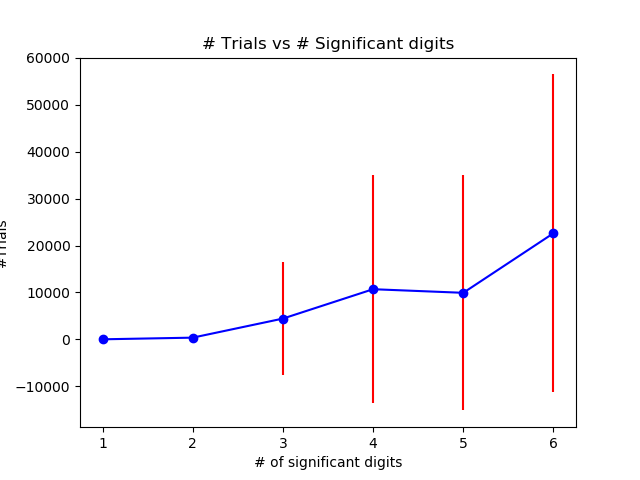 # Trials vs # Significant digits
60000
50000
40000
30000
20000
10000
0
−10000
#Trials
1 2 3 4 5 6
# of significant digits